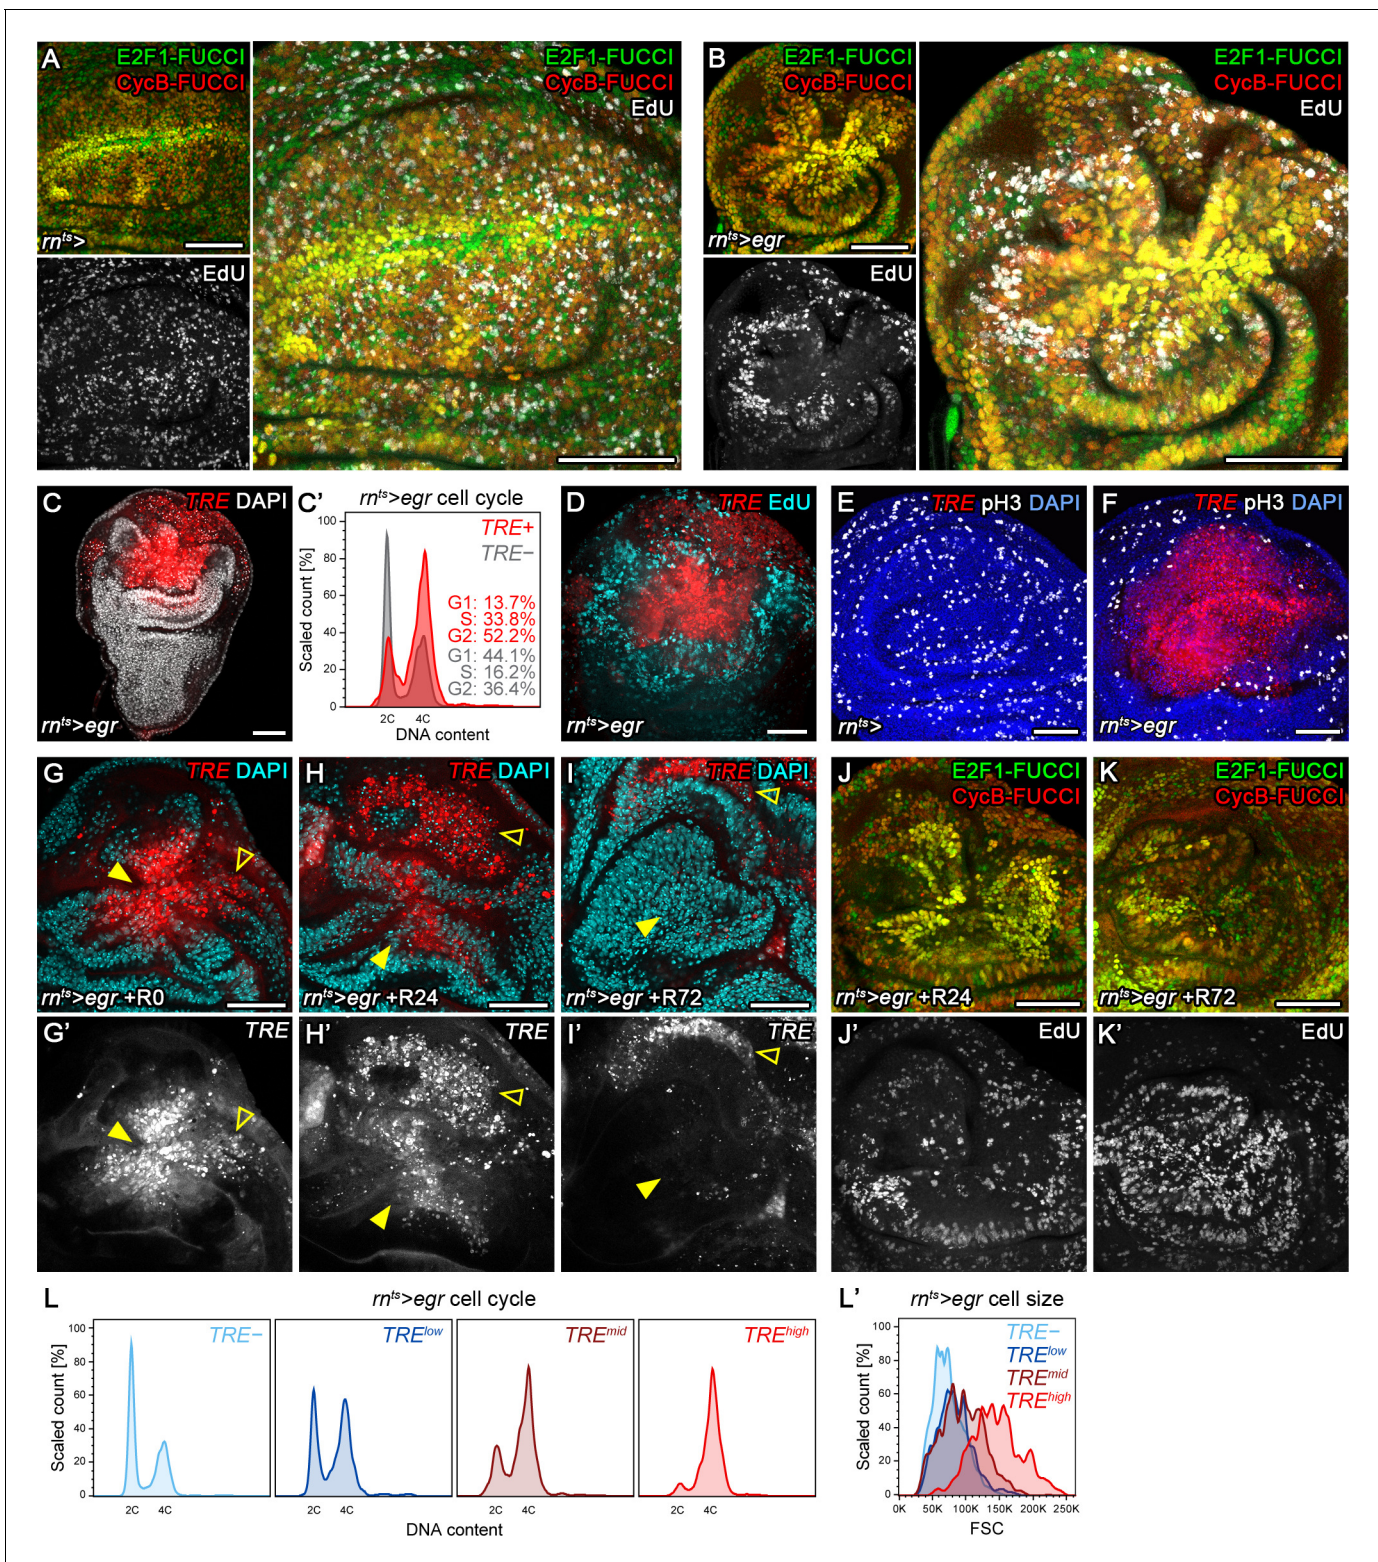 A
E2F1-FUCCI
CycB-FUCCI
rnts>
EdU
E2F1-FUCCI
CycB-FUCCI
EdU
B
E2F1-FUCCI
CycB-FUCCI
rnts>egr
EdU
E2F1-FUCCI
CycB-FUCCI
EdU
C
TRE DAPI
rnts>egr
C'
rnts>egr cell cycle
TRE+
TRE−
G1: 13.7%
S: 33.8%
G2: 52.2%
G1: 44.1%
S: 16.2%
G2: 36.4%
Scaled count [%]
100
80
60
40
20
0
2C 4C
DNA content
D
TRE EdU
rnts>egr
E
TRE pH3 DAPI
rnts>
F
TRE pH3 DAPI
rnts>egr
G
TRE DAPI
rnts>egr +R0
H
TRE DAPI
rnts>egr +R24
I
TRE DAPI
rnts>egr +R72
J
E2F1-FUCCI
CycB-FUCCI
rnts>egr +R24
K
E2F1-FUCCI
CycB-FUCCI
rnts>egr +R72
G'
TRE
H'
TRE
I'
TRE
J'
EdU
K'
EdU
L
rnts>egr cell cycle
Scaled count [%]
100
80
60
40
20
0
TRE−
2C 4C
TRElow
2C 4C
TREmid
2C 4C
TREhigh
2C 4C
DNA content
L'
rnts>egr cell size
Scaled count [%]
100
80
60
40
20
0
TRE−
TRElow
TREmid
TREhigh
0K 50K 100K 150K 200K 250K
FSC